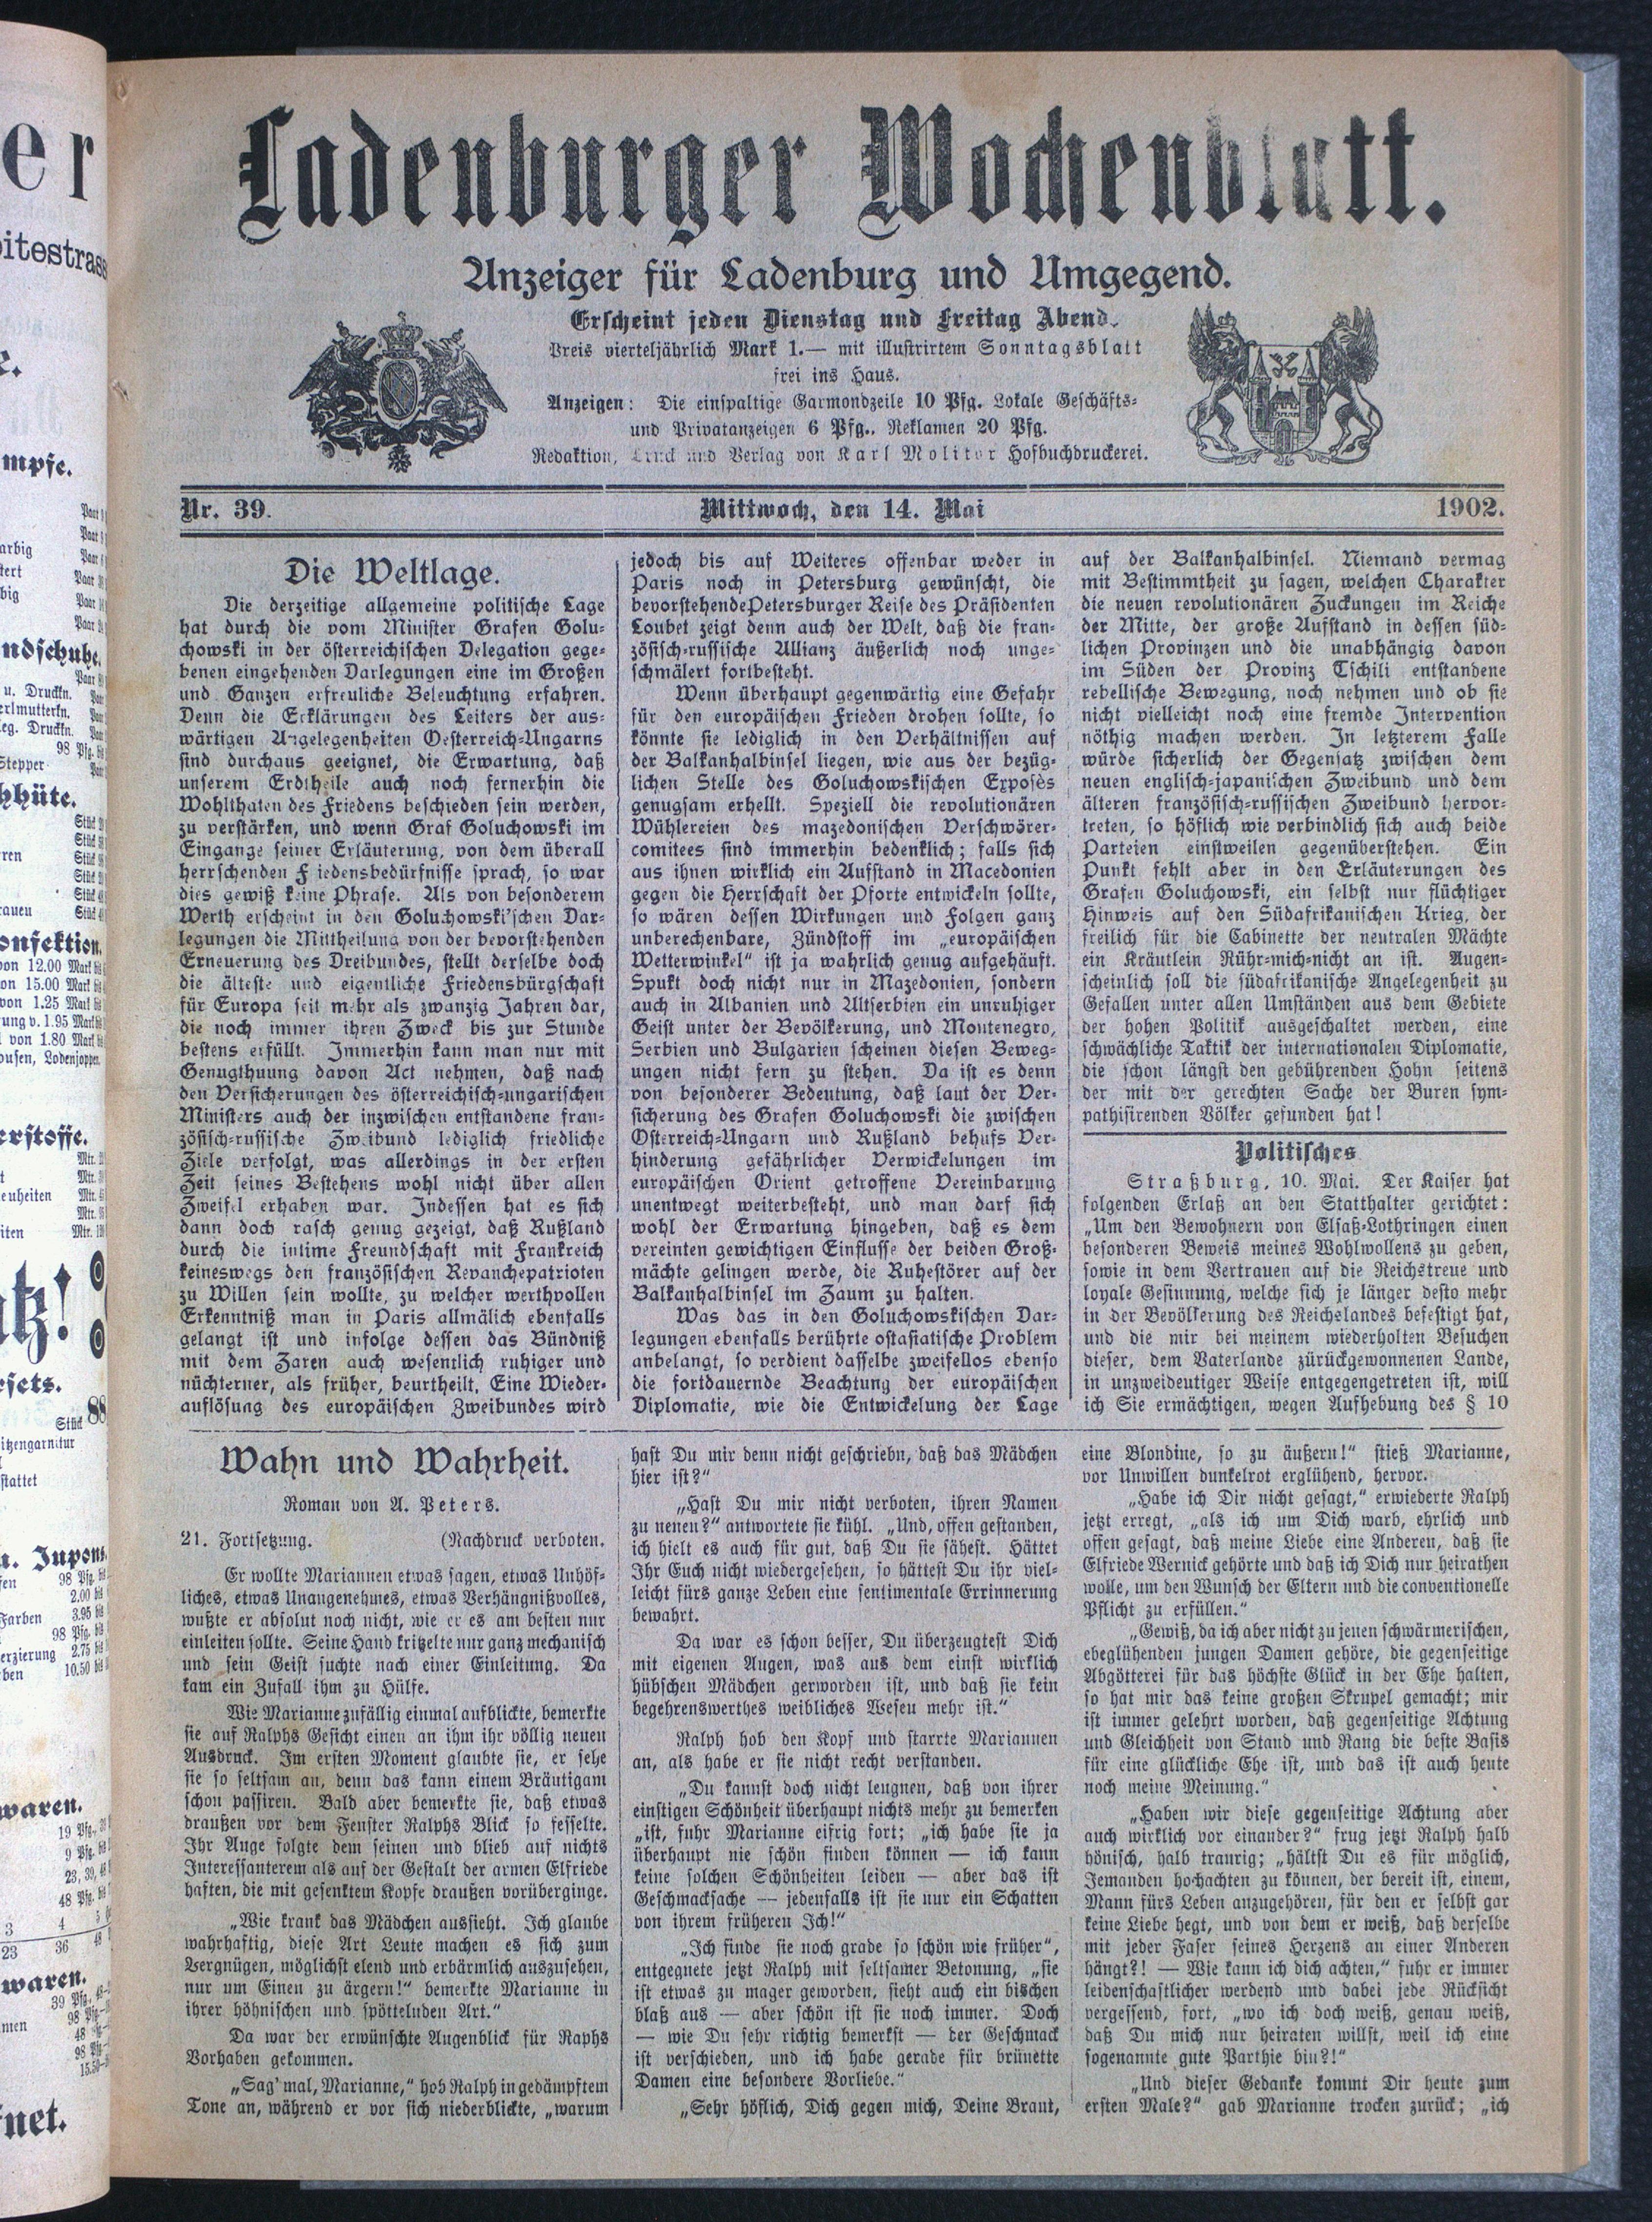 Ladenburger Wochenblatt.
Anzeiger für Ladenburg und Umgegend.
Erscheint jeden Dienstag und Freitag Abend.
Preis vierteljährlich Mark 1.— mit illustrirtem Sonntagsblatt
frei ins Haus.
Anzeigen: Die einspaltige Garmondzeile 10 Pfg. Lokale Geschäfts-
und Privatanzeigen 6 Pfg., Reklamen 20 Pfg.
Redaktion, Druck und Verlag von Karl Molitor Hofbuchdruckerei.
Nr. 39. Mittwoch, den 14. Mai 1902.
Die Weltlage.
Die derzeitige allgemeine politische Lage
hat durch die vom Minister Grafen Golu-
chowski in der österreichischen Delegation gege-
benen eingehenden Darlegungen eine im Großen
und Ganzen erfreuliche Beleuchtung erfahren.
Denn die Erklärungen des Leiters der aus-
wärtigen Angelegenheiten Oesterreich-Ungarns
sind durchaus geeignet, die Erwartung, daß
unserem Erdtheile auch noch fernerhin die
Wohlthaten des Friedens beschieden sein werden,
zu verstärken, und wenn Graf Goluchowski im
Eingange seiner Erläuterung, von dem überall
herrschenden F iedensbedürfnisse sprach, so war
dies gewiß keine Phrase. Als von besonderem
Werth erscheint in den Goluchowski'schen Dar-
legungen die Mittheilung von der bevorstehenden
Erneuerung des Dreibundes, stellt derselbe doch
die älteste und eigentliche Friedensbürgschaft
für Europa seit mehr als zwanzig Jahren dar,
die noch immer ihren Zweck bis zur Stunde
bestens erfüllt. Immerhin kann man nur mit
Genugthuung davon Act nehmen, daß nach
den Versicherungen des österreichisch-ungarischen
Ministers auch der inzwischen entstandene fran-
zösisch-russische Zweibund lediglich friedliche
Ziele verfolgt, was allerdings in der ersten
Zeit seines Bestehens wohl nicht über allen
Zweifel erhaben war. Indessen hat es sich
dann doch rasch genug gezeigt, daß Rußland
durch die intime Freundschaft mit Frankreich
keineswegs den französischen Revanchepatrioten
zu Willen sein wollte, zu welcher werthvollen
Erkenntniß man in Paris allmälich ebenfalls
gelangt ist und infolge dessen das Bündniß
mit dem Zaren auch wesentlich ruhiger und
nüchterner, als früher, beurtheilt. Eine Wieder-
auflösung des europäischen Zweibundes wird
jedoch bis auf Weiteres offenbar weder in
Paris noch in Petersburg gewünscht, die
bevorstehende Petersburger Reise des Präsidenten
Loubet zeigt denn auch der Welt, daß die fran-
zösisch-russische Allianz äußerlich noch unge-
schmälert fortbesteht.
Wenn überhaupt gegenwärtig eine Gefahr
für den europäischen Frieden drohen sollte, so
könnte sie lediglich in den Verhältnissen auf
der Balkanhalbinsel liegen, wie aus der bezüg-
lichen Stelle des Goluchowskischen Exposès
genugsam erhellt. Speziell die revolutionären
Wühlereien des mazedonischen Verschwörer-
comitees sind immerhin bedenklich; falls sich
aus ihnen wirklich ein Aufstand in Macedonien
gegen die Herrschaft der Pforte entwickeln sollte,
so wären dessen Wirkungen und Folgen ganz
unberechenbare, Zündstoff im „europäischen
Wetterwinkel“ ist ja wahrlich genug aufgehäuft.
Spukt doch nicht nur in Mazedonien, sondern
auch in Albanien und Altserbien ein unruhiger
Geist unter der Bevölkerung, und Montenegro,
Serbien und Bulgarien scheinen diesen Beweg-
ungen nicht fern zu stehen. Da ist es denn
von besonderer Bedeutung, daß laut der Ver-
sicherung des Grafen Goluchowski die zwischen
Österreich-Ungarn und Rußland behufs Ver-
hinderung gefährlicher Verwickelungen im
europäischen Orient getroffene Vereinbarung
unentwegt weiterbesteht, und man darf sich
wohl der Erwartung hingeben, daß es dem
vereinten gewichtigen Einflusse der beiden Groß-
mächte gelingen werde, die Ruhestörer auf der
Balkanhalbinsel im Zaum zu halten.
Was das in den Goluchowskischen Dar-
legungen ebenfalls berührte ostasiatische Problem
anbelangt, so verdient dasselbe zweifellos ebenso
die fortdauernde Beachtung der europäischen
Diplomatie, wie die Entwickelung der Lage
auf der Balkanhalbinsel. Niemand vermag
mit Bestimmtheit zu sagen, welchen Charakter
die neuen revolutionären Zuckungen im Reiche
der Mitte, der große Aufstand in dessen süd-
lichen Provinzen und die unabhängig davon
im Süden der Provinz Tschili entstandene
rebellische Bewegung, noch nehmen und ob sie
nicht vielleicht noch eine fremde Intervention
nöthig machen werden. In letzterem Falle
würde sicherlich der Gegensatz zwischen dem
neuen englisch-japanischen Zweibund und dem
älteren französisch-russischen Zweibund hervor-
treten, so höflich wie verbindlich sich auch beide
Parteien einstweilen gegenüberstehen. Ein
Punkt fehlt aber in den Erläuterungen des
Grafen Goluchowski, ein selbst nur flüchtiger
Hinweis auf den Südafrikanischen Krieg, der
freilich für die Cabinette der neutralen Mächte
ein Kräutlein Rühr-mich-nicht an ist. Augen-
scheinlich soll die südafrikanische Angelegenheit zu
Gefallen unter allen Umständen aus dem Gebiete
der hohen Politik ausgeschaltet werden, eine
schwächliche Taktik der internationalen Diplomatie,
die schon längst den gebührenden Hohn seitens
der mit der gerechten Sache der Buren sym-
pathisirenden Völker gefunden hat!
Politisches
Straßburg, 10. Mai. Der Kaiser hat
folgenden Erlaß an den Statthalter gerichtet:
„Um den Bewohnern von Elsaß-Lothringen einen
besonderen Beweis meines Wohlwollens zu geben,
sowie in dem Vertrauen auf die Reichstreue und
loyale Gesinnung, welche sich je länger desto mehr
in der Bevölkerung des Reichslandes befestigt hat,
und die mir bei meinem wiederholten Besuchen
dieser, dem Vaterlande zürückgewonnenen Lande,
in unzweideutiger Weise entgegengetreten ist, will
ich Sie ermächtigen, wegen Aufhebung des § 10
Wahn und Wahrheit.
Roman von A. Peters.
21. Fortsetzung. (Nachdruck verboten.
Er wollte Mariannen etwas sagen, etwas Unhöf-
liches, etwas Unangenehmes, etwas Verhängnißvolles,
wußte er absolut noch nicht, wie er es am besten nur
einleiten sollte. Seine Hand kritzelte nur ganz mechanisch
und sein Geist suchte nach einer Einleitung. Da
kam ein Zufall ihm zu Hülfe.
Wie Marianne zufällig einmal aufblickte, bemerkte
sie auf Ralphs Gesicht einen an ihm ihr völlig neuen
Ausdruck. Im ersten Moment glaubte sie, er sehe
sie so seltsam an, denn das kann einem Bräutigam
schon passiren. Bald aber bemerkte sie, daß etwas
draußen vor dem Fenster Ralphs Blick so fesselte.
Ihr Auge folgte dem seinen und blieb auf nichts
Interessanterem als auf der Gestalt der armen Elfriede
haften, die mit gesenktem Kopfe draußen vorüberginge.
„Wie krank das Mädchen aussieht. Ich glaube
wahrhaftig, diese Art Leute machen es sich zum
Vergnügen, möglichst elend und erbärmlich auszusehen,
nur um Einen zu ärgern!“ bemerkte Marianne in
ihrer höhnischen und spöttelnden Art.“
Da war der erwünschte Augenblick für Raphs
Vorhaben gekommen.
„Sag' mal, Marianne,“ hob Ralph in gedämpftem
Tone an, während er vor sich niederblickte, „warum
hast Du mir denn nicht geschriebn, daß das Mädchen
hier ist?“
„Hast Du mir nicht verboten, ihren Namen
zu nenen?“ antwortete sie kühl. „Und, offen gestanden,
ich hielt es auch für gut, daß Du sie sähest. Hättet
Ihr Euch nicht wiedergesehen, so hättest Du ihr viel-
leicht fürs ganze Leben eine sentimentale Errinnerung
bewahrt.
Da war es schon besser, Du überzeugtest Dich
mit eigenen Augen, was aus dem einst wirklich
hübschen Mädchen gerworden ist, und daß sie kein
begehrenswerthes weibliches Wesen mehr ist.“
Ralph hob den Kopf und starrte Mariannen
an, als habe er sie nicht recht verstanden.
„Du kannst doch nicht leugnen, daß von ihrer
einstigen Schönheit überhaupt nichts mehr zu bemerken
„ist, fuhr Marianne eifrig fort; „ich habe sie ja
überhaupt nie schön finden können — ich kann
keine solchen Schönheiten leiden — aber das ist
Geschmacksache — jedenfalls ist sie nur ein Schatten
von ihrem früheren Ich!“
„Ich finde sie noch grade so schön wie früher“,
entgegnete jetzt Ralph mit seltsamer Betonung, „sie
ist etwas zu mager geworden, sieht auch ein bischen
blaß aus — aber schön ist sie noch immer. Doch
— wie Du sehr richtig bemerkst — der Geschmack
ist verschieden, und ich habe gerade für brünette
Damen eine besondere Vorliebe.“
„Sehr höflich, Dich gegen mich, Deine Braut,
eine Blondine, so zu äußern!“ stieß Marianne,
vor Unwillen dunkelrot erglühend, hervor.
„Habe ich Dir nicht gesagt,“ erwiederte Ralph
jetzt erregt, „als ich um Dich warb, ehrlich und
offen gesagt, daß meine Liebe eine Anderen, daß sie
Elfriede Wernick gehörte und daß ich Dich nur heirathen
wolle, um den Wunsch der Eltern und die conventionelle
Pflicht zu erfüllen.“
„Gewiß, da ich aber nicht zu jenen schwärmerischen,
ebeglühenden jungen Damen gehöre, die gegenseitige
Abgötterei für das höchste Glück in der Ehe halten,
so hat mir das keine großen Skrupel gemacht; mir
ist immer gelehrt worden, daß gegenseitige Achtung
und Gleichheit von Stand und Rang die beste Basis
für eine glückliche Ehe ist, und das ist auch heute
noch meine Meinung.“
„Haben wir diese gegenseitige Achtung aber
auch wirklich vor einander?“ frug jetzt Ralph halb
hönisch, halb traurig; „hältst Du es für möglich,
Jemanden hochachten zu können, der bereit ist, einem,
Mann fürs Leben anzugehören, für den er selbst gar
keine Liebe hegt, und von dem er weiß, daß derselbe
mit jeder Faser seines Herzens an einer Anderen
hängt?! — Wie kann ich dich achten,“ fuhr er immer
leidenschaftlicher werdend und dabei jede Rücksicht
vergessend, fort, „wo ich doch weiß, genau weiß,
daß Du mich nur heiraten willst, weil ich eine
sogenannte gute Parthie bin?!“
„Und dieser Gedanke kommt Dir heute zum
ersten Male?“ gab Marianne trocken zurück; „ich